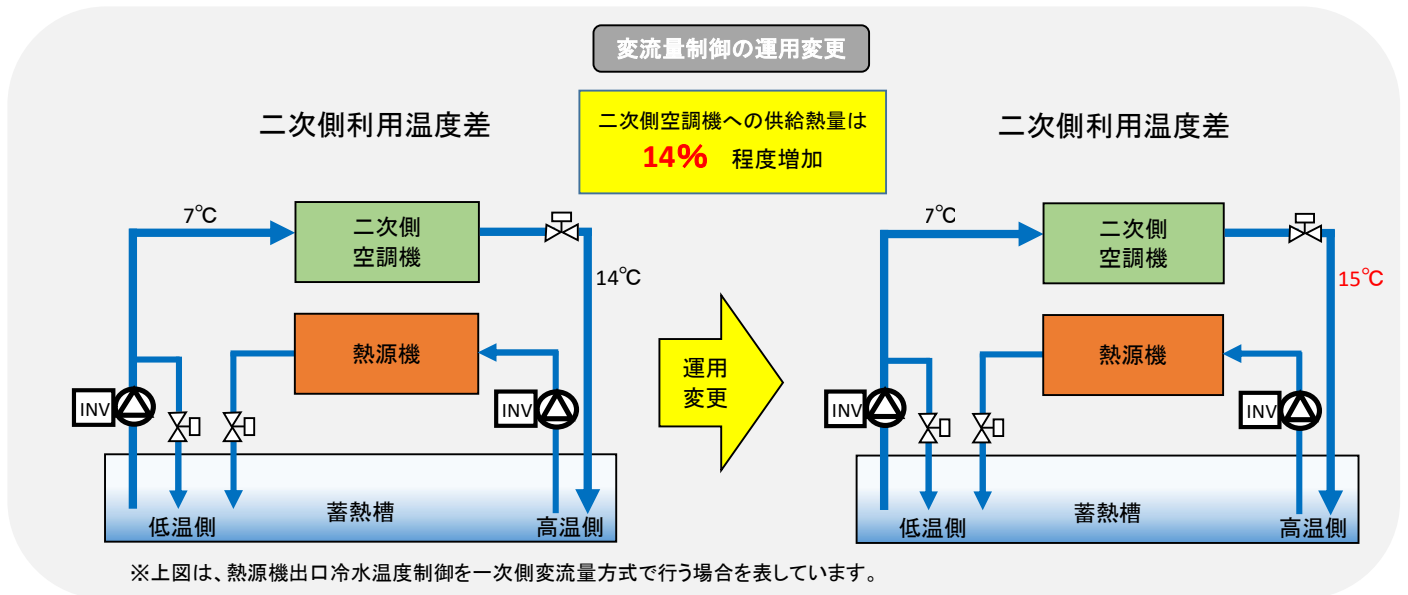 変流量制御の運用変更
二次側空調機への供給熱量は
14% 程度増加
二次側利用温度差
7℃
二次側
空調機
14℃
熱源機
INV
INV
蓄熱槽
低温側
高温側
運用
変更
二次側利用温度差
7℃
二次側
空調機
15℃
熱源機
INV
INV
蓄熱槽
低温側
高温側
※上図は、熱源機出口冷水温度制御を一次側変流量方式で行う場合を表しています。